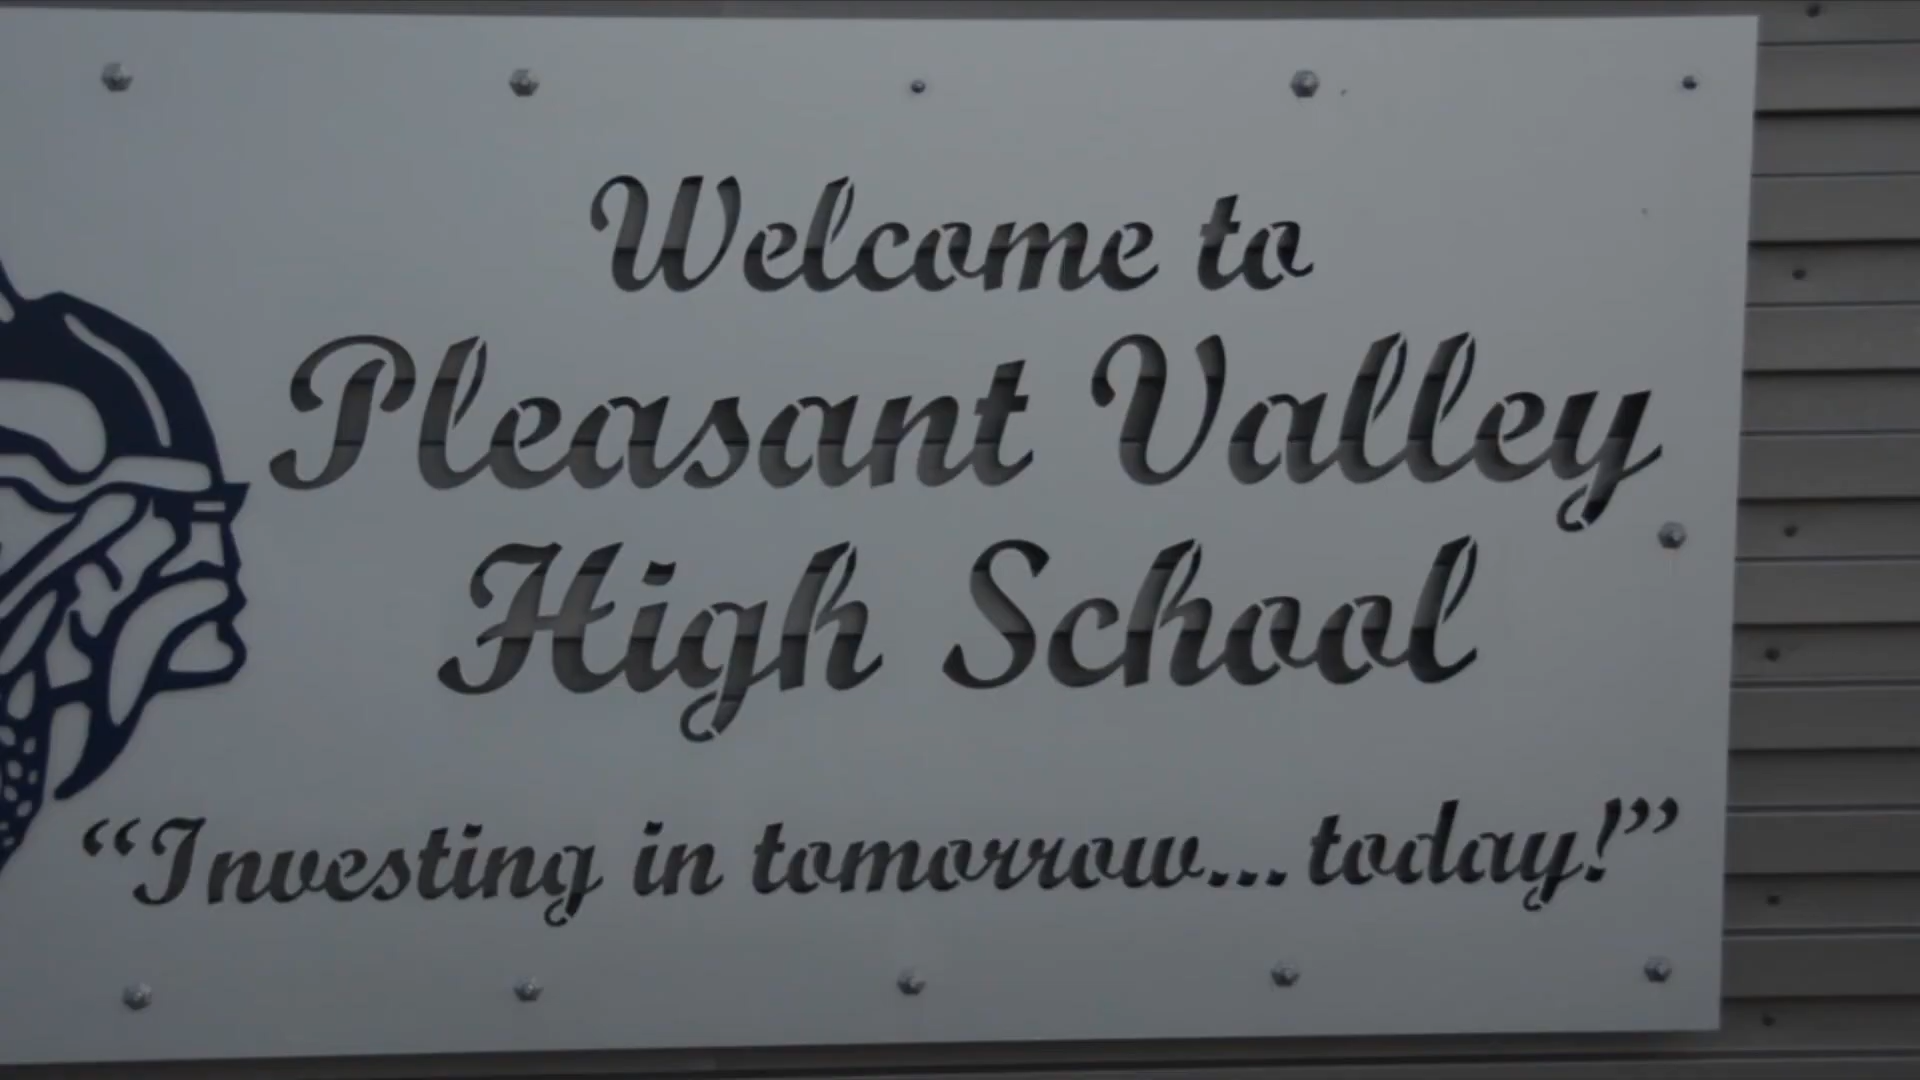 Welcome to
Pleasant Valley
High School
“Investing in tomorrow...today!”